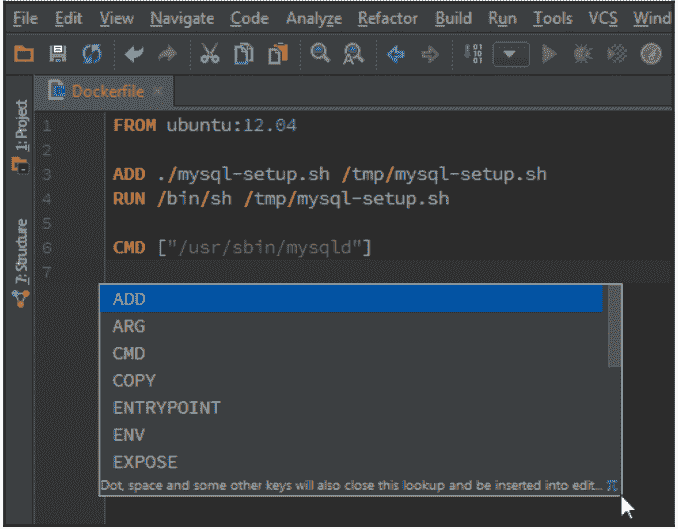 File Edit View Navigate Code Analyze Refactor Build Run Tools VCS Wind
Dockerfile
1: Project
7: Structure
1 FROM ubuntu:12.04
2
3 ADD ./mysql-setup.sh /tmp/mysql-setup.sh
4 RUN /bin/sh /tmp/mysql-setup.sh
5
6 CMD ["/usr/sbin/mysqld"]
7
ADD
ARG
CMD
COPY
ENTRYPOINT
ENV
EXPOSE
Dot, space and some other keys will also close this lookup and be inserted into edit... π